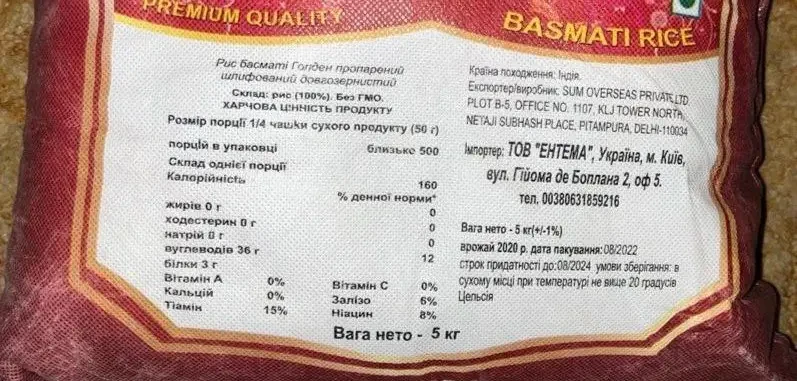 PREMIUM QUALITY
BASMATI RICE
Рис басматі Голден пропарений
шлифований довгозернистий
Склад: рис (100%). Без ГМО.
ХАРЧОВА ЦІННІСТЬ ПРОДУКТУ
Розмір порції 1/4 чашки сухого продукту (50 г)
порцій в упаковці близько 500
Склад однієї порції
Калорійність 160
% денної норми*
жирів 0 г 0
ходестерин 0 г 0
натрій 0 г 0
вуглеводів 36 г 12
білки 3 г
Вітамін А 0% Вітамін С 0%
Кальцій 0% Залізо 6%
Тіамін 15% Ніацин 8%
Вага нето - 5 кг
Країна походження: Індія.
Експортер/виробник: SUM OVERSEAS PRIVATE LTD
PLOT B-5, OFFICE NO. 1107, KLJ TOWER NORTH,
NETAJI SUBHASH PLACE, PITAMPURA, DELHI-110034
Імпортер: ТОВ "ЕНТЕМА", Україна, м. Київ,
вул. Гійома де Боплана 2, оф 5.
тел. 00380631859216
Вага нето - 5 кг(+/-1%)
врожай 2020 р. дата пакування:08/2022
строк придатності до:08/2024 умови зберігання: в
сухому місці при температурі не вище 20 градусів
Цельсія